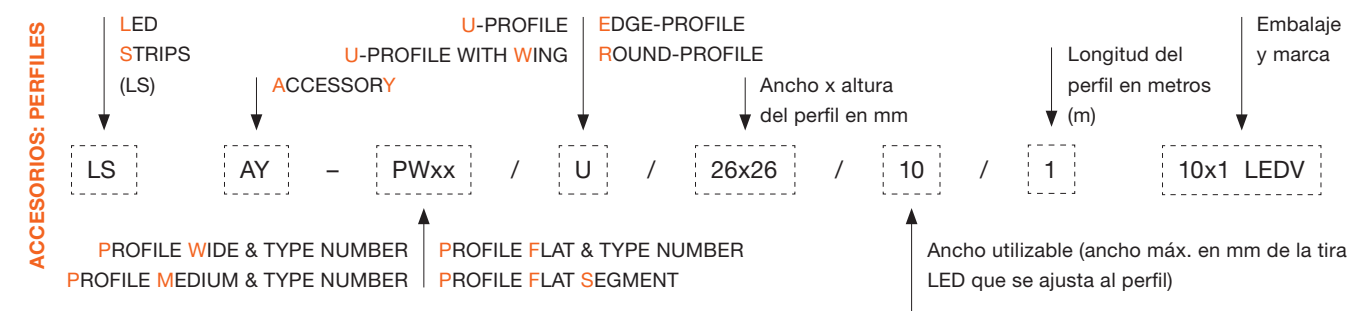 ACCESORIOS: PERFILES
LED
STRIPS
(LS)
ACCESSORY
U-PROFILE
U-PROFILE WITH WING
EDGE-PROFILE
ROUND-PROFILE
Ancho x altura
del perfil en mm
Longitud del
perfil en metros
(m)
Embalaje
y marca
LS AY – PWxx / U / 26x26 / 10 / 1 10x1 LEDV
PROFILE WIDE & TYPE NUMBER
PROFILE MEDIUM & TYPE NUMBER
PROFILE FLAT & TYPE NUMBER
PROFILE FLAT SEGMENT
Ancho utilizable (ancho máx. en mm de la tira
LED que se ajusta al perfil)